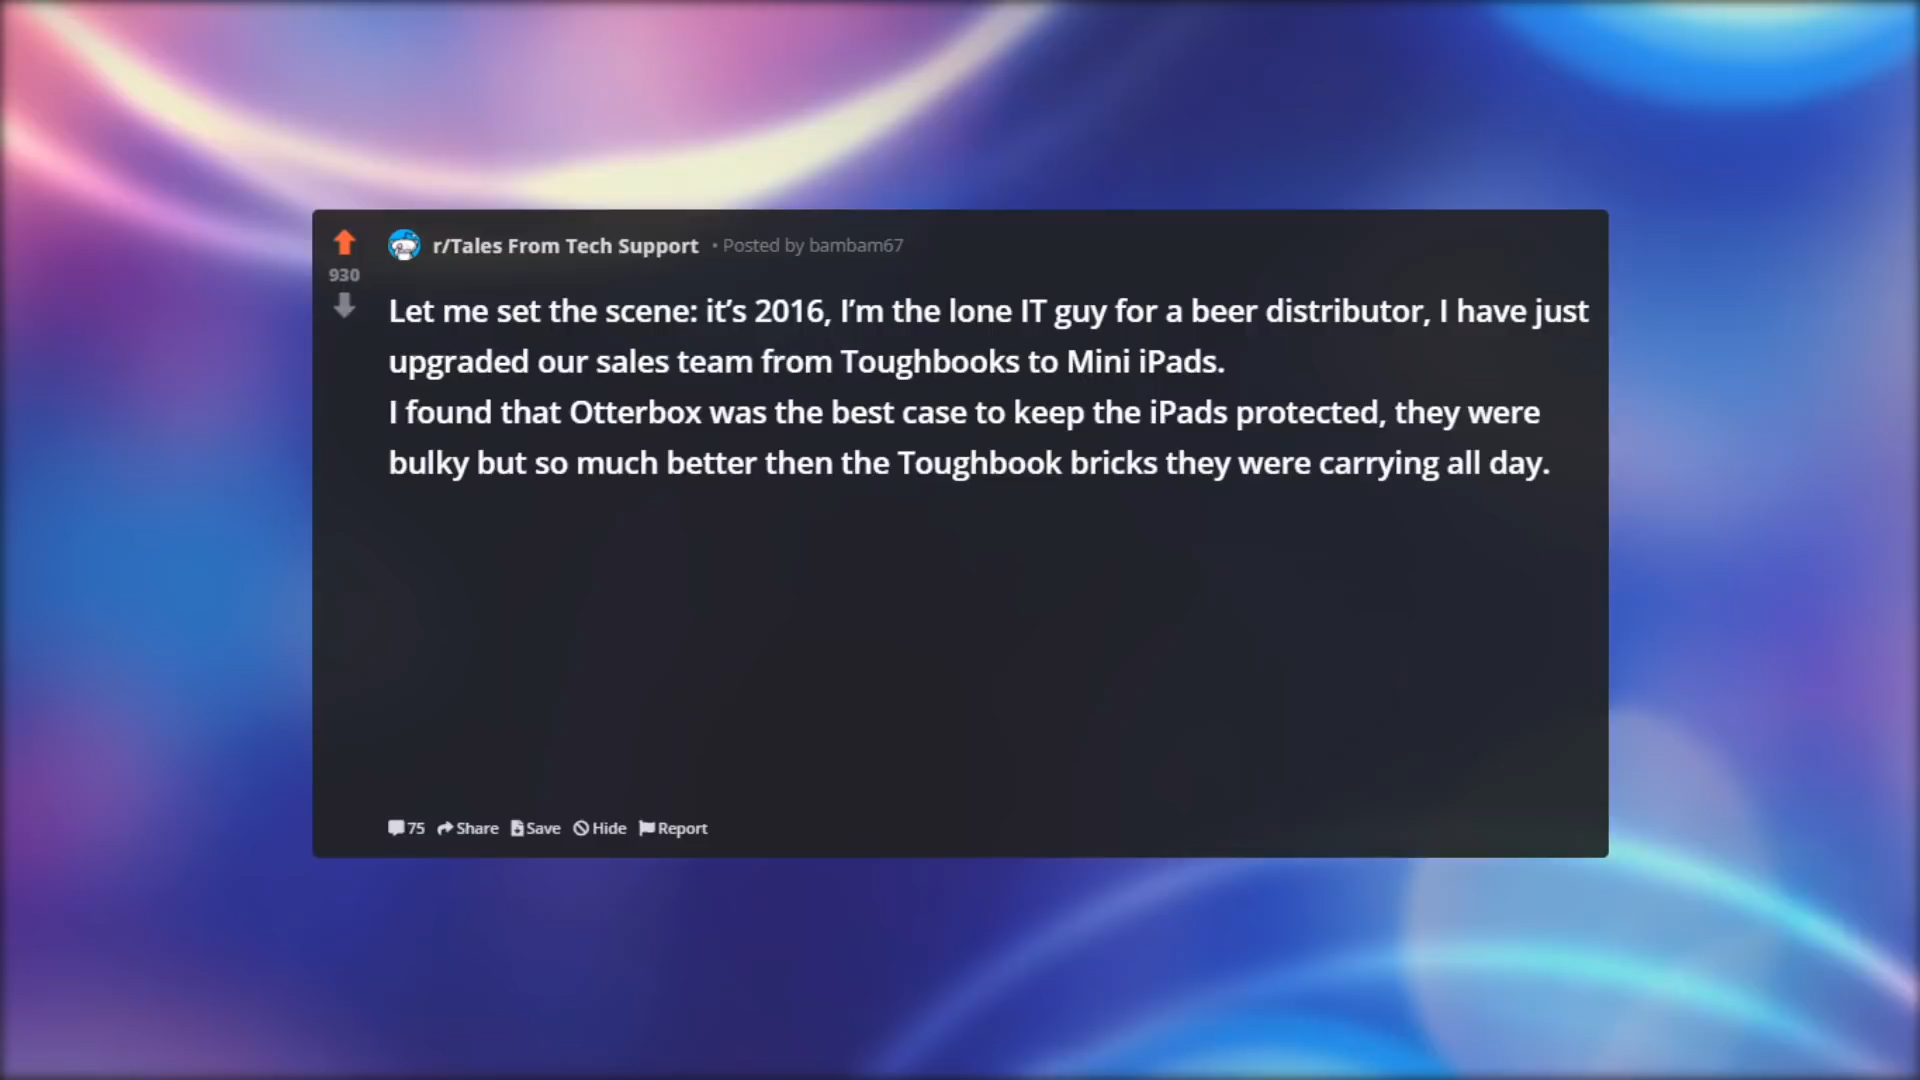 r/Tales From Tech Support • Posted by bambam67
930
Let me set the scene: it’s 2016, I’m the lone IT guy for a beer distributor, I have just
upgraded our sales team from Toughbooks to Mini iPads.
I found that Otterbox was the best case to keep the iPads protected, they were
bulky but so much better then the Toughbook bricks they were carrying all day.
75 Share Save Hide Report